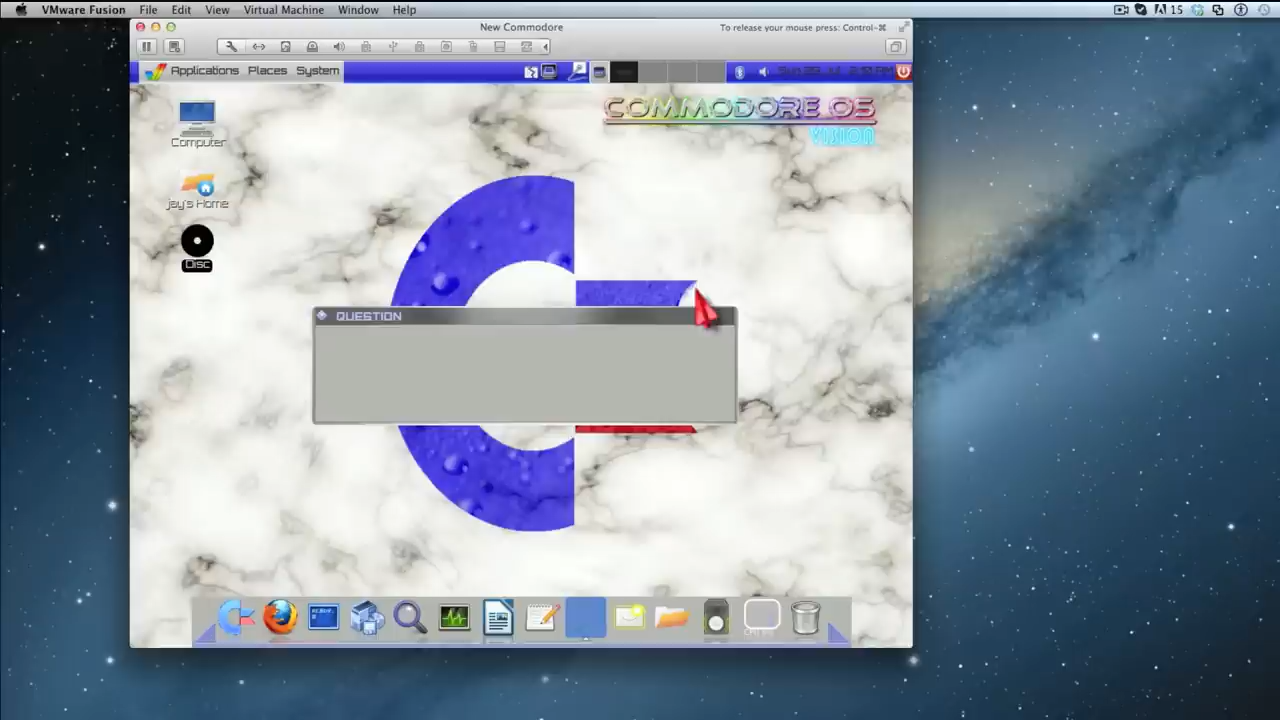 VMware Fusion File Edit View Virtual Machine Window Help 15
New Commodore To release your mouse press: Control-⌘
Applications Places System
COMMODORE OS
VISION
Computer
jay's Home
Disc
QUESTION